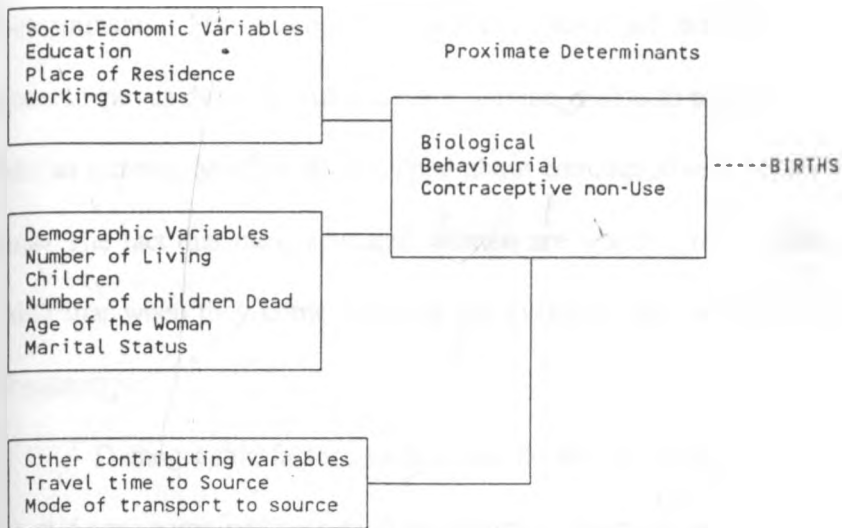 Socio-Economic Variables
Education
Place of Residence
Working Status
Proximate Determinants
Biological
Behaviourial
Contraceptive non-Use
-----BIRTHS
Demographic Variables
Number of Living
Children
Number of children Dead
Age of the Woman
Marital Status
Other contributing variables
Travel time to Source
Mode of transport to source